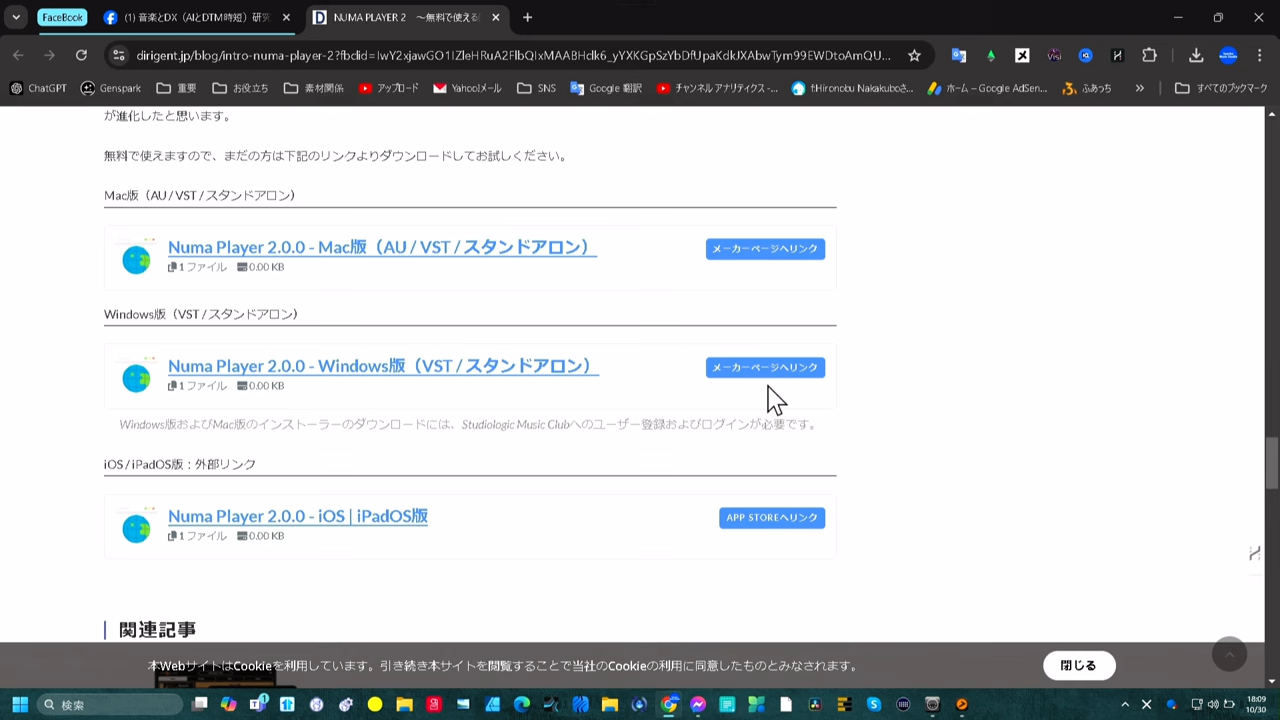 FaceBook
(1) 音楽とDX（AIとDTM時短）研究
NUMA PLAYER 2 ～無料で使える
dirigent.jp/blog/intro-numa-player-2?fbclid=IwY2xjawGO1IZleHRuA2FlbQIxMAABHdk6_yYXKGpSzYbDfUpaKdkJXAbwTym99EWDtoAmQU...
ChatGPT
Genspark
重要
お役立ち
素材関係
アップロード
Yahoo!メール
SNS
Google 翻訳
チャンネル アナリティクス -...
f.Hironobu Nakakuboさ...
ホーム – Google AdSen...
ふあっち
»
すべてのブックマーク
が進化したと思います。
無料で使えますので、まだの方は下記のリンクよりダウンロードしてお試しください。
Mac版（AU / VST / スタンドアロン）
Numa Player 2.0.0 - Mac版（AU / VST / スタンドアロン）
メーカーページへリンク
1 ファイル 0.00 KB
Windows版（VST / スタンドアロン）
Numa Player 2.0.0 - Windows版（VST / スタンドアロン）
メーカーページへリンク
1 ファイル 0.00 KB
Windows版およびMac版のインストーラーのダウンロードには、Studiologic Music Clubへのユーザー登録およびログインが必要です。
iOS / iPadOS版：外部リンク
Numa Player 2.0.0 - iOS | iPadOS版
APP STOREへリンク
1 ファイル 0.00 KB
関連記事
本WebサイトはCookieを利用しています。引き続き本サイトを閲覧することで当社のCookieの利用に同意したものとみなされます。
閉じる
検索
18:09
10/30